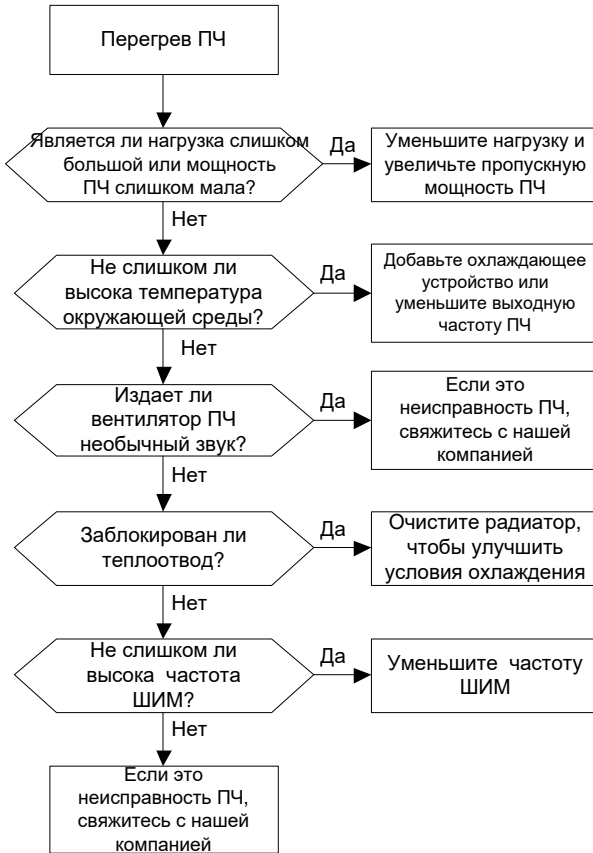 Перегрев ПЧ
Является ли нагрузка слишком
большой или мощность
ПЧ слишком мала?
Да
Уменьшите нагрузку и
увеличьте пропускную
мощность ПЧ
Нет
Не слишком ли
высока температура
окружающей среды?
Да
Добавьте охлаждающее
устройство или
уменьшите выходную
частоту ПЧ
Нет
Издает ли
вентилятор ПЧ
необычный звук?
Да
Если это
неисправность ПЧ,
свяжитесь с нашей
компанией
Нет
Заблокирован ли
теплоотвод?
Да
Очистите радиатор,
чтобы улучшить
условия охлаждения
Нет
Не слишком ли
высока частота
ШИМ?
Да
Уменьшите частоту
ШИМ
Нет
Если это
неисправность ПЧ,
свяжитесь с нашей
компанией